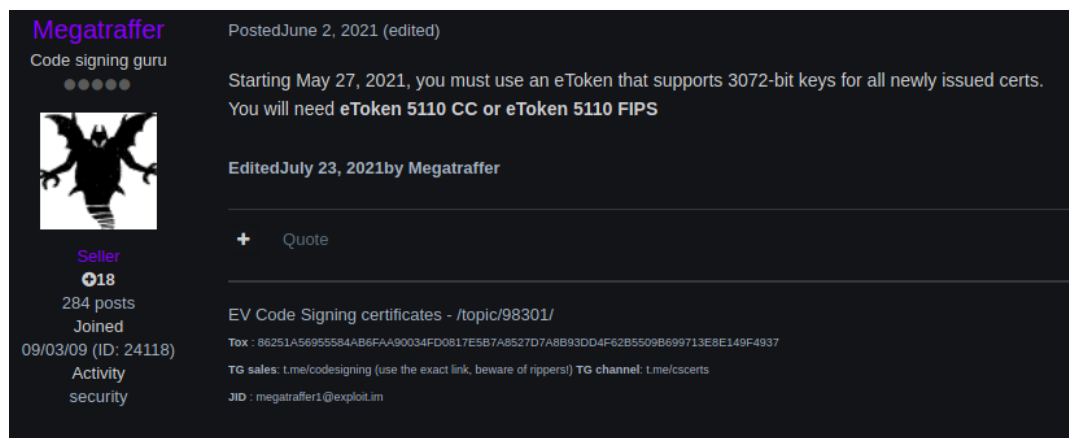 Megatraffer
Code signing guru
Seller
18
284 posts
Joined
09/03/09 (ID: 24118)
Activity
security
PostedJune 2, 2021 (edited)
Starting May 27, 2021, you must use an eToken that supports 3072-bit keys for all newly issued certs.
You will need eToken 5110 CC or eToken 5110 FIPS
EditedJuly 23, 2021by Megatraffer
+ Quote
EV Code Signing certificates - /topic/98301/
Tox : 86251A56955584AB6FAA90034FD0817E5B7A8527D7A8B93DD4F62B5509B699713E8E149F4937
TG sales: t.me/codesigning (use the exact link, beware of rippers!) TG channel: t.me/cscerts
JID : megatraffer1@exploit.im